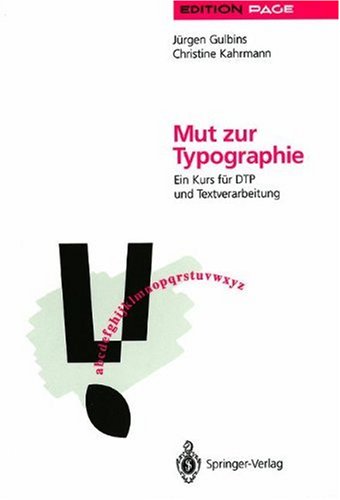 EDITION PAGE
Jürgen Gulbins
Christine Kahrmann
Mut zur
Typographie
Ein Kurs für DTP
und Textverarbeitung
abcdefghijklmnopqrstuvwxyz
Springer-Verlag